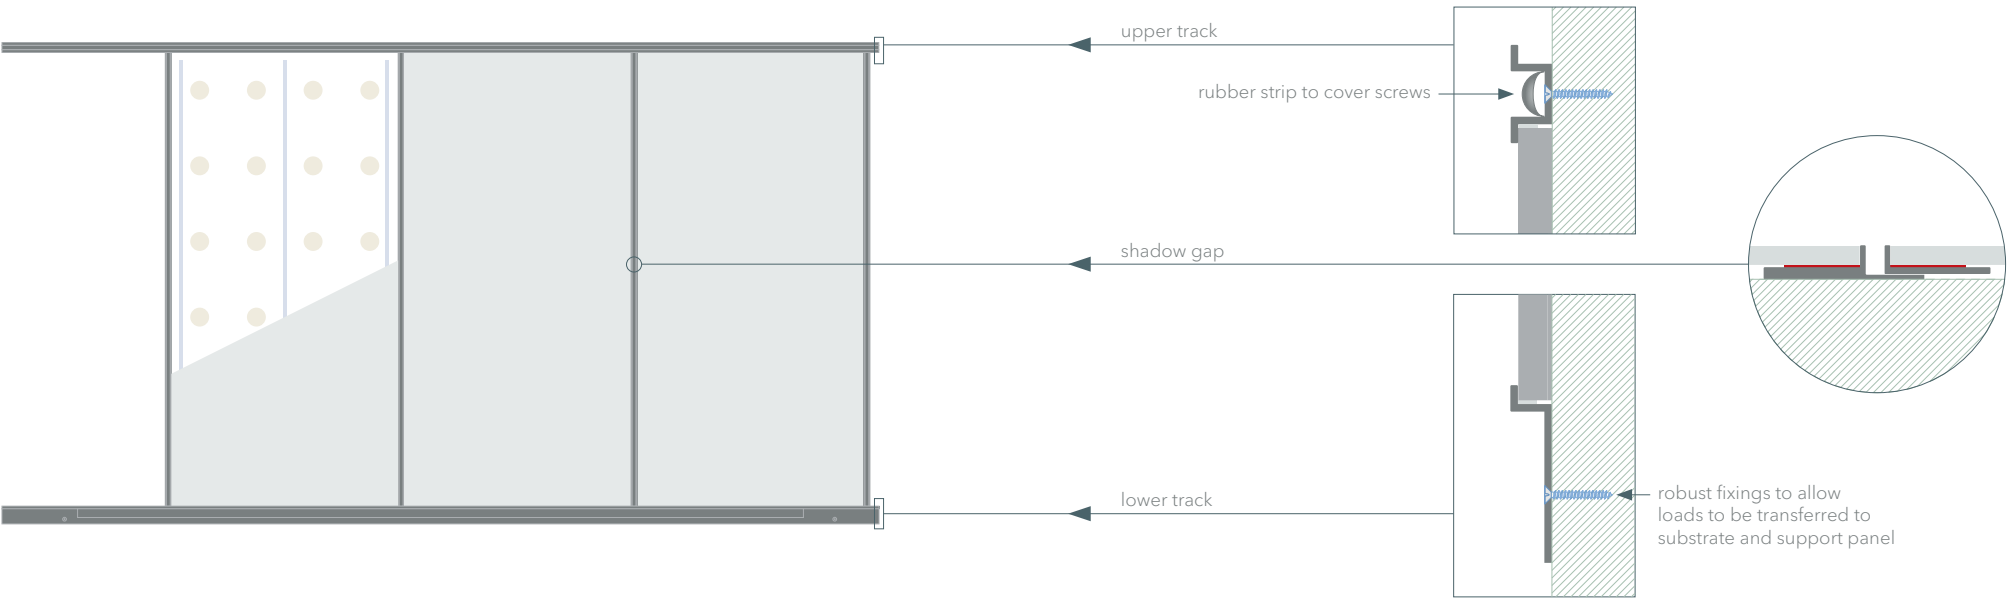 upper track
rubber strip to cover screws
shadow gap
lower track
robust fixings to allow
loads to be transferred to
substrate and support panel